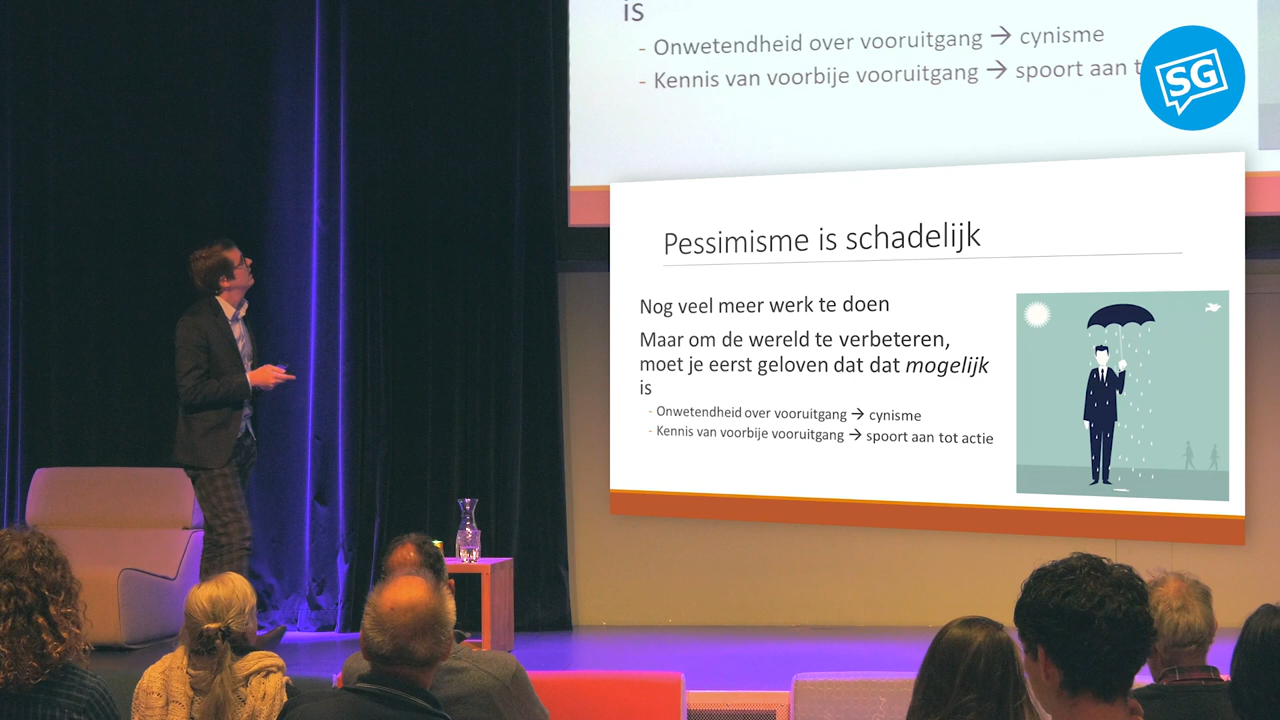 is
- Onwetendheid over vooruitgang → cynisme
- Kennis van voorbije vooruitgang → spoort aan t
SG
Pessimisme is schadelijk
Nog veel meer werk te doen
Maar om de wereld te verbeteren,
moet je eerst geloven dat dat mogelijk
is
- Onwetendheid over vooruitgang → cynisme
- Kennis van voorbije vooruitgang → spoort aan tot actie